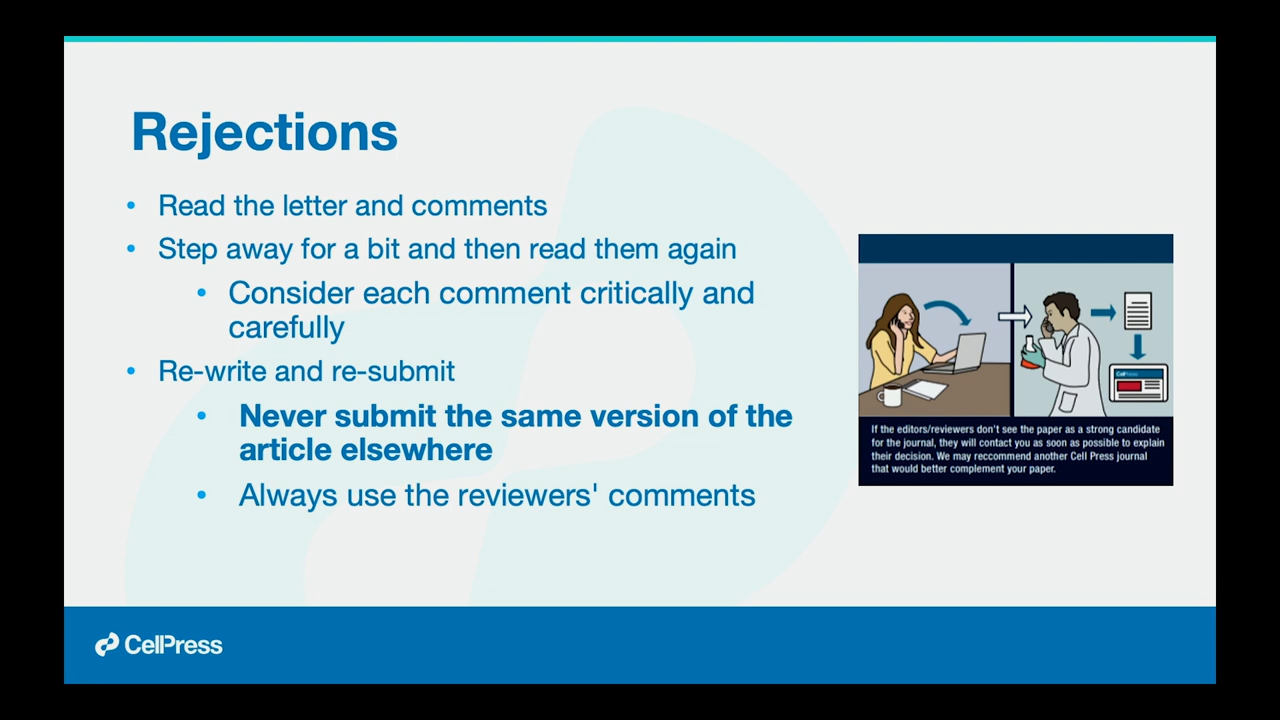 Rejections
• Read the letter and comments
• Step away for a bit and then read them again
• Consider each comment critically and
carefully
• Re-write and re-submit
• Never submit the same version of the
article elsewhere
• Always use the reviewers' comments
CellPress
If the editors/reviewers don't see the paper as a strong candidate
for the journal, they will contact you as soon as possible to explain
their decision. We may reccommend another Cell Press journal
that would better complement your paper.
CellPress